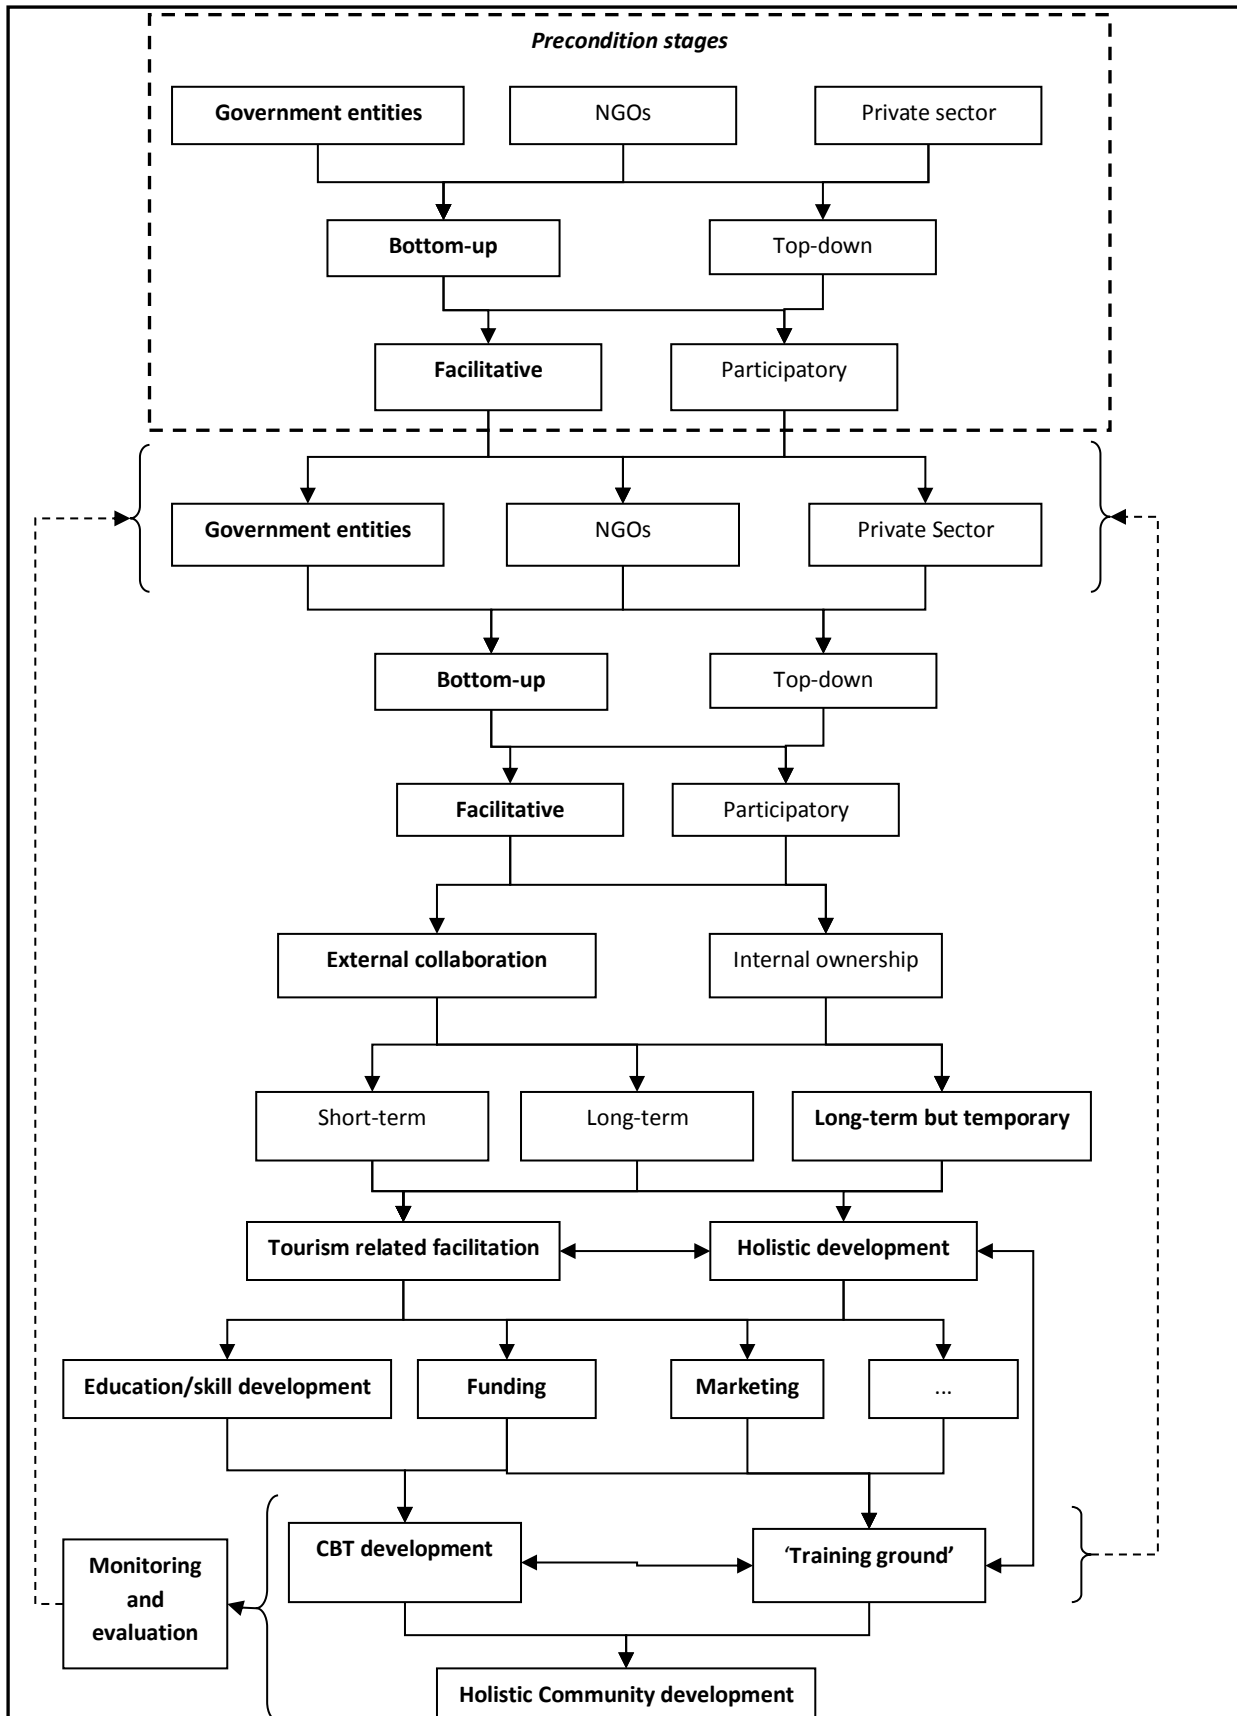 Precondition stages
Government entities
NGOs
Private sector
Bottom-up
Top-down
Facilitative
Participatory
Government entities
NGOs
Private Sector
Bottom-up
Top-down
Facilitative
Participatory
External collaboration
Internal ownership
Short-term
Long-term
Long-term but temporary
Tourism related facilitation
Holistic development
Education/skill development
Funding
Marketing
...
CBT development
‘Training ground’
Monitoring
and
evaluation
Holistic Community development